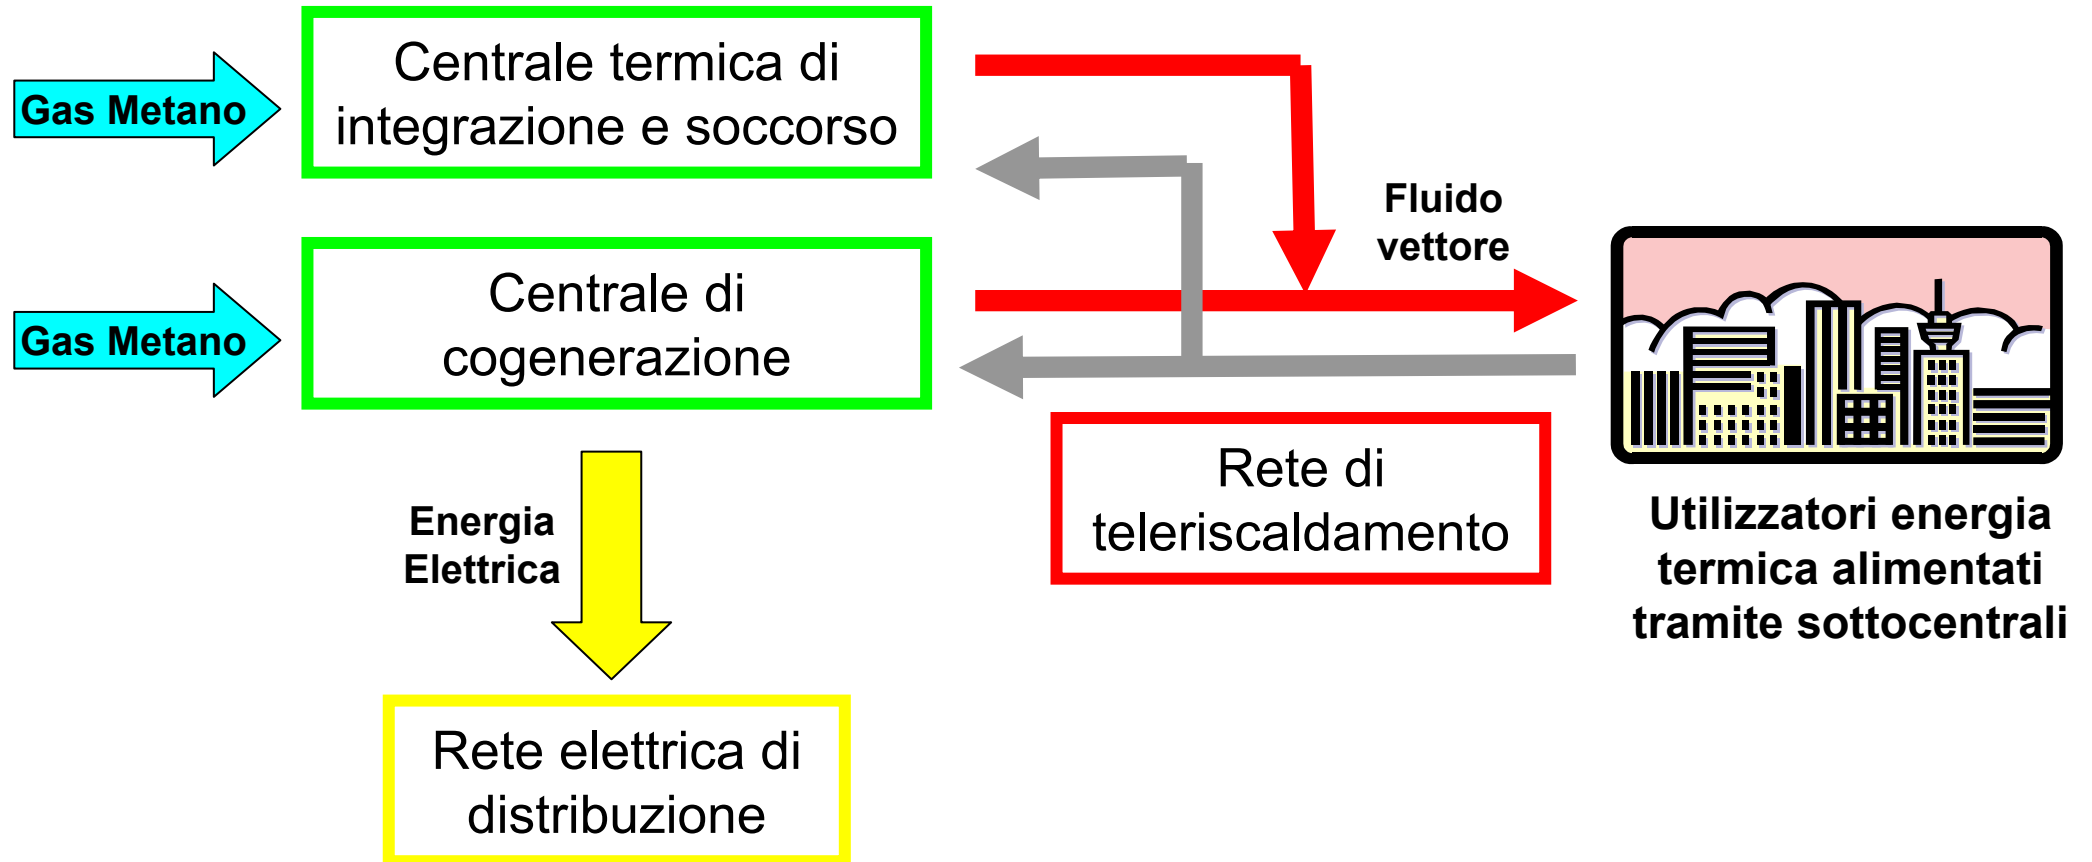 Centrale termica di
integrazione e soccorso
Gas Metano
Fluido
vettore
Centrale di
cogenerazione
Gas Metano
Rete di
teleriscaldamento
Energia
Elettrica
Utilizzatori energia
termica alimentati
tramite sottocentrali
Rete elettrica di
distribuzione